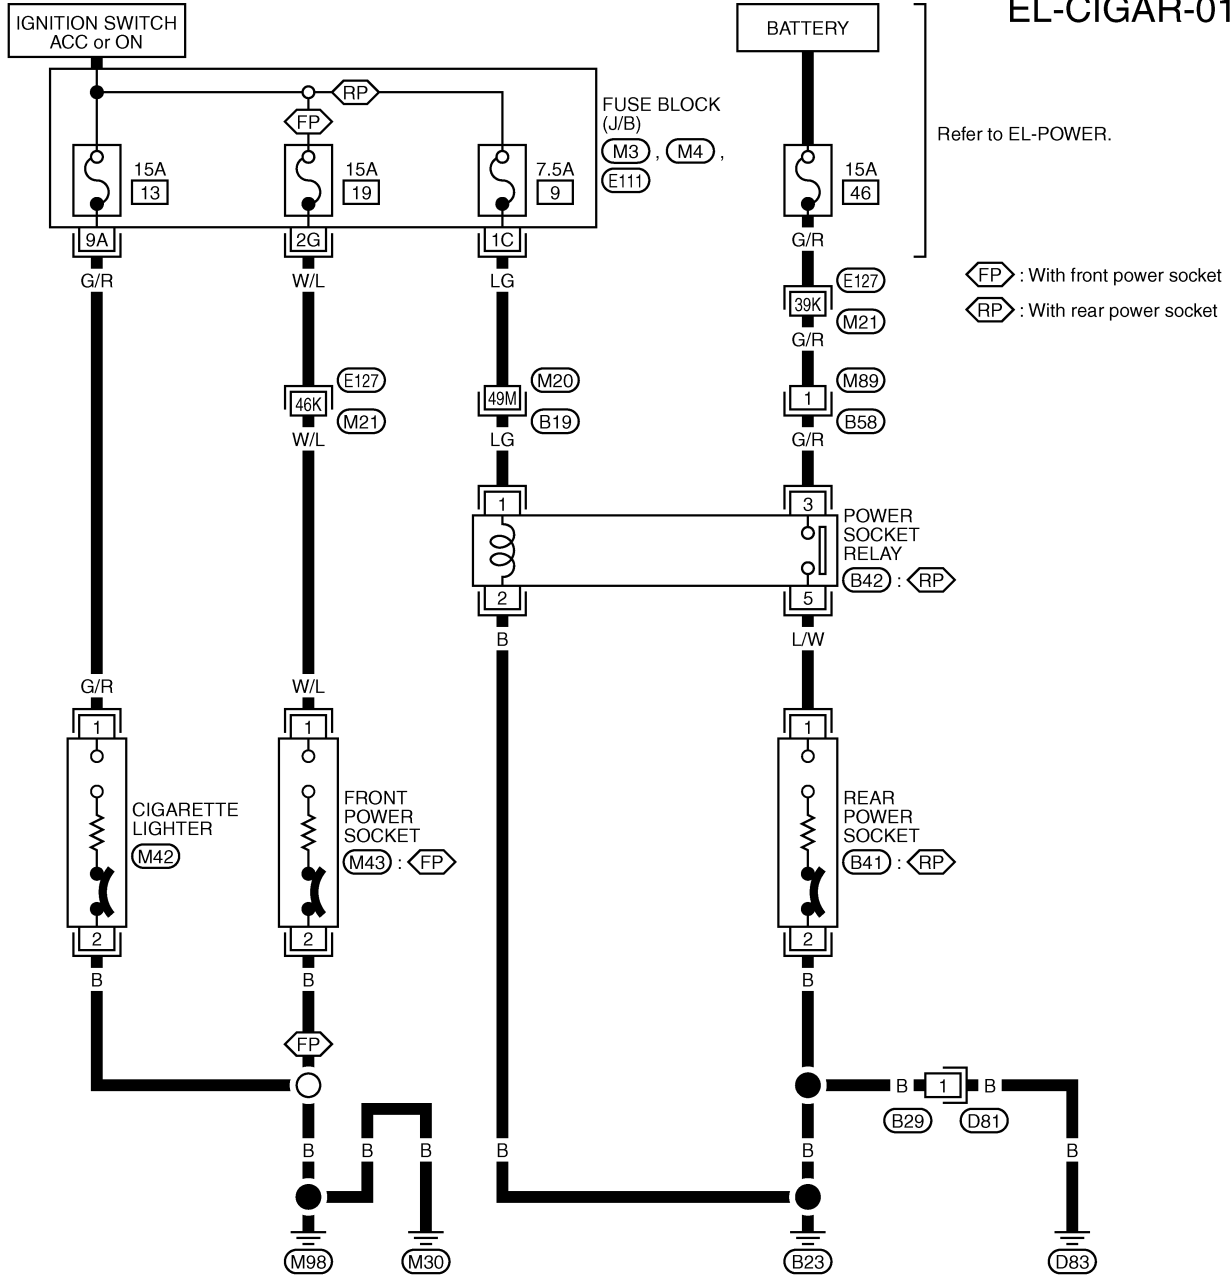 EL-CIGAR-01
IGNITION SWITCH
ACC or ON
BATTERY
RP
FP
FUSE BLOCK
(J/B)
M3 , M4 ,
E111
Refer to EL-POWER.
15A
13
15A
19
7.5A
9
15A
46
9A
2G
1C
G/R
G/R
W/L
LG
FP : With front power socket
RP : With rear power socket
E127
39K
M21
G/R
E127
46K
M21
M20
49M
B19
M89
1
B58
W/L
LG
G/R
1
3
POWER
SOCKET
RELAY
B42 : RP
2
5
B
L/W
G/R
W/L
1
1
1
CIGARETTE
LIGHTER
M42
FRONT
POWER
SOCKET
M43 : FP
REAR
POWER
SOCKET
B41 : RP
2
2
2
B
B
B
FP
B
1
B
B29
D81
B
B
B
B
B
B
M98
M30
B23
D83